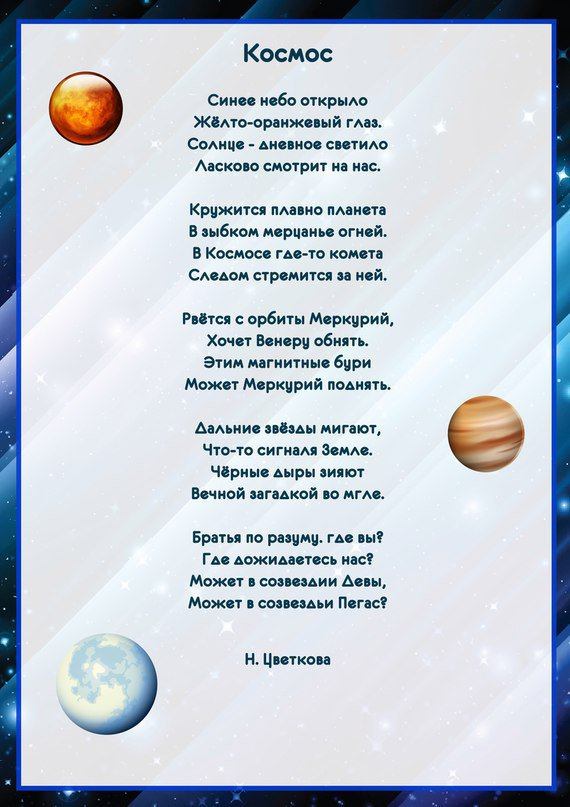 Космос
Синее небо открыло
Жёлто-оранжевый глаз.
Солнце - дневное светило
Ласково смотрит на нас.
Кружится плавно планета
В зыбком мерцанье огней.
В Космосе где-то комета
Следом стремится за ней.
Рвётся с орбиты Меркурий,
Хочет Венеру обнять.
Этим магнитные бури
Может Меркурий поднять.
Дальние звёзды мигают,
Что-то сигналя Земле.
Чёрные дыры зияют
Вечной загадкой во мгле.
Братья по разуму. где вы?
Где дожидаетесь нас?
Может в созвездии Девы,
Может в созвездьи Пегас?
Н. Цветкова